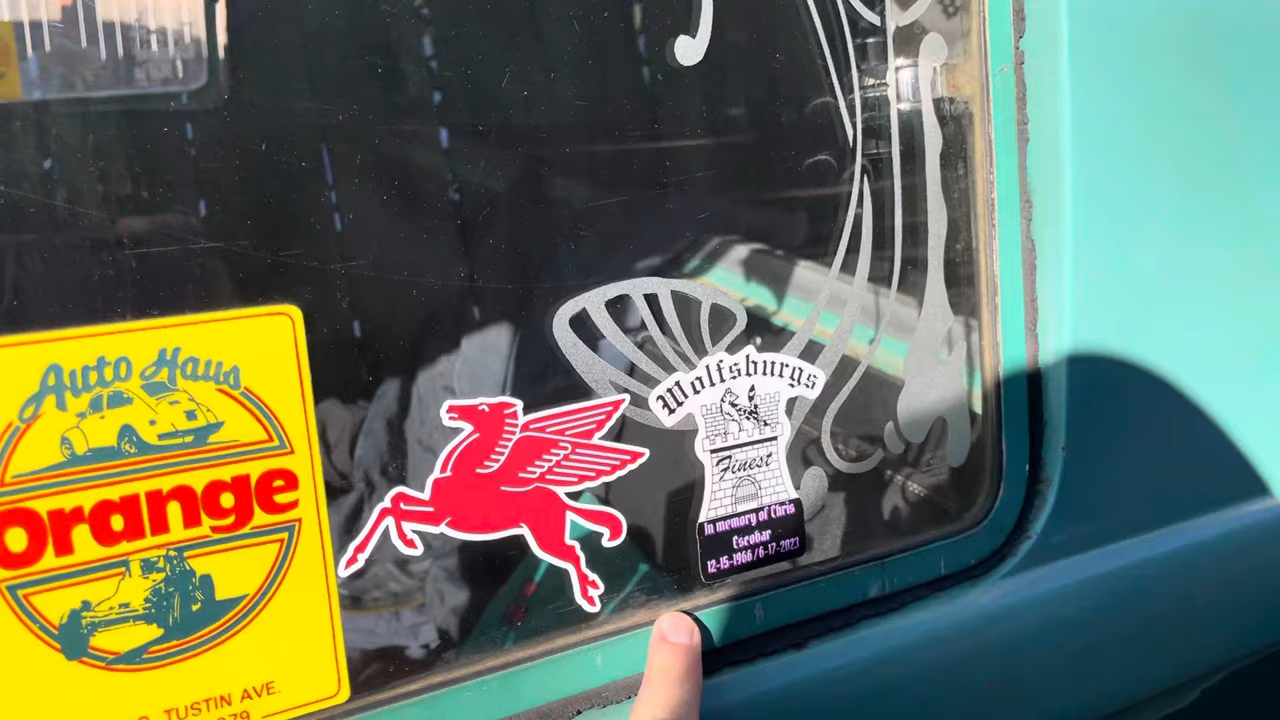 Auto Haus
Orange
TUSTIN AVE.
Wolfsburgs
Finest
In memory of Chris
Escobar
12-15-1966/6-17-2023